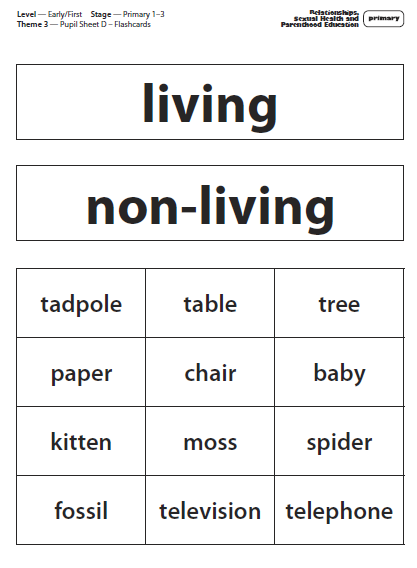 Level — Early/First Stage — Primary 1–3
Theme 3 — Pupil Sheet D – Flashcards
Relationships,
Sexual Health and
Parenthood Education
primary
living
non-living
tadpole table tree
paper chair baby
kitten moss spider
fossil television telephone